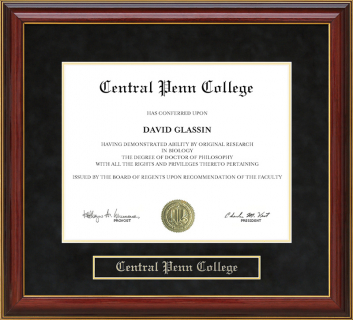 Central Penn College
HAS CONFERRED UPON
DAVID GLASSIN
HAVING DEMONSTRATED ABILITY BY ORIGINAL RESEARCH
IN BIOLOGY
THE DEGREE OF DOCTOR OF PHILOSOPHY
WITH ALL THE RIGHTS AND PRIVILEGES THERETO PERTAINING
ISSUED BY THE BOARD OF REGENTS UPON RECOMMENDATION OF THE FACULTY
PROVOST
PRESIDENT
Central Penn College